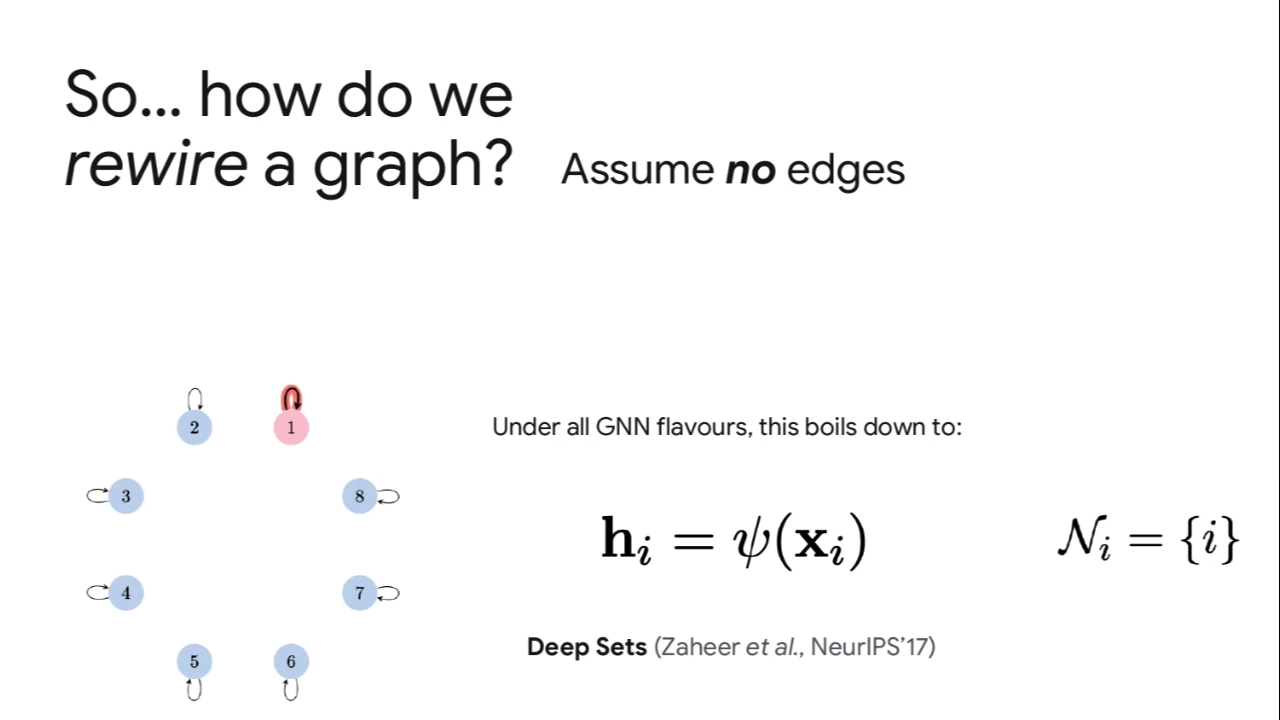 So... how do we
rewire a graph?
Assume no edges
2
1
3
8
4
7
5
6
Under all GNN flavours, this boils down to:
𝐡ᵢ = ψ(𝐱ᵢ)
𝒩ᵢ = {i}
Deep Sets (Zaheer et al., NeurIPS'17)